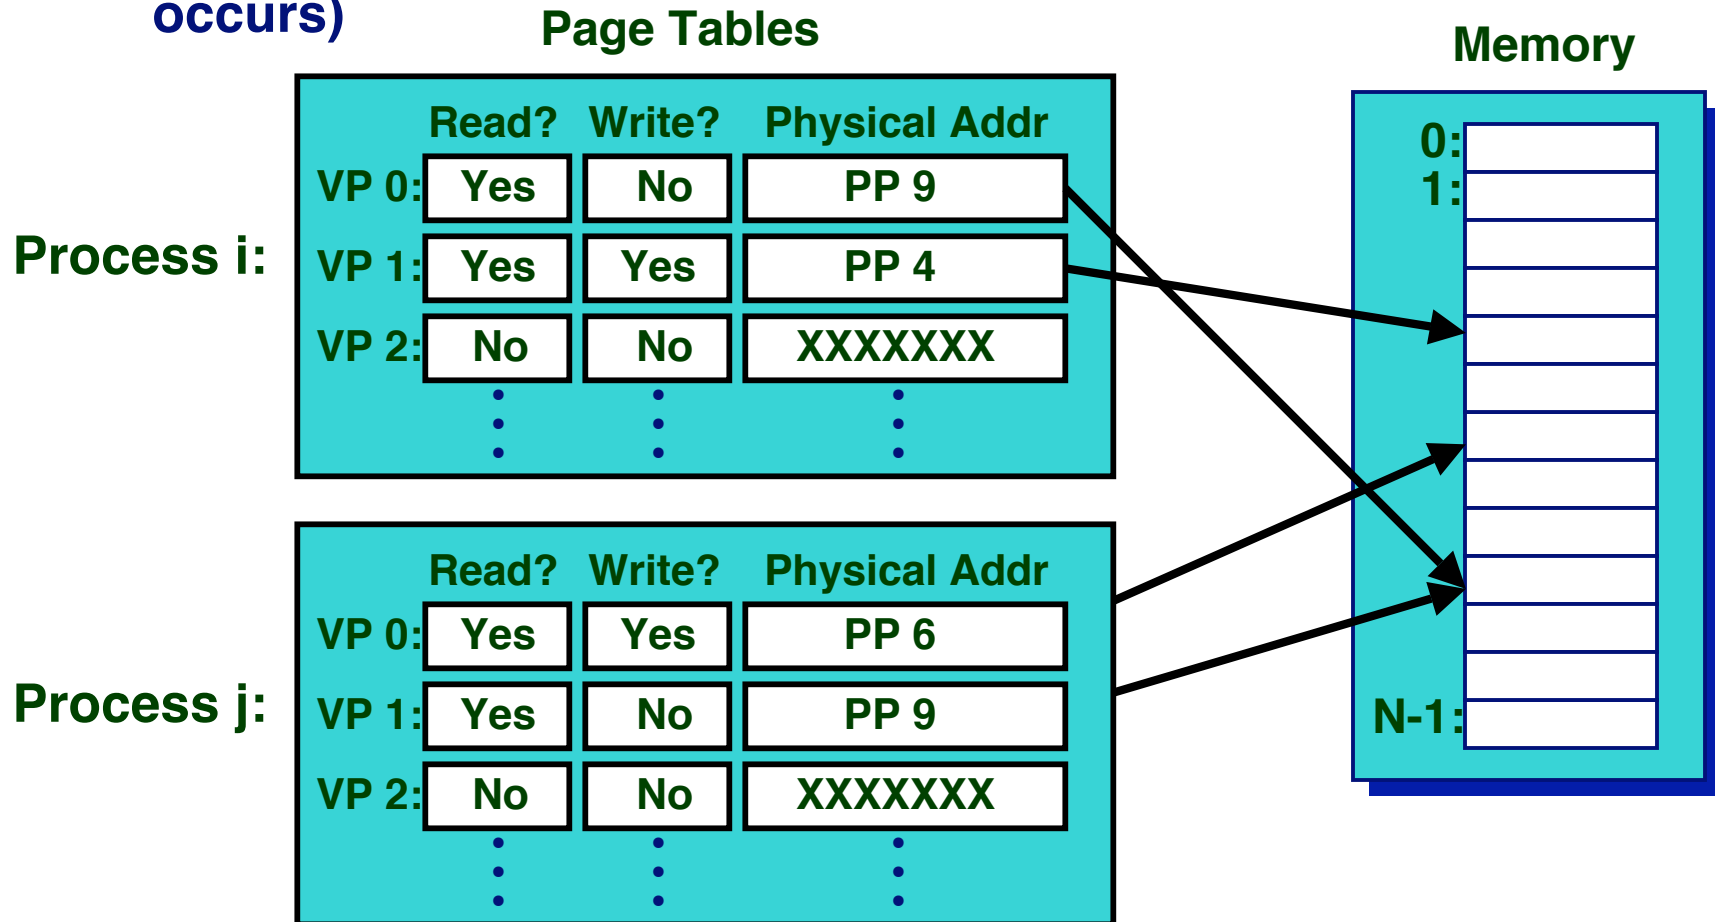 occurs)
Page Tables
Memory
Read? Write? Physical Addr
VP 0: Yes No PP 9
Process i:
VP 1: Yes Yes PP 4
VP 2: No No XXXXXXX
Read? Write? Physical Addr
VP 0: Yes Yes PP 6
Process j:
VP 1: Yes No PP 9
VP 2: No No XXXXXXX
0:
1:
N-1: